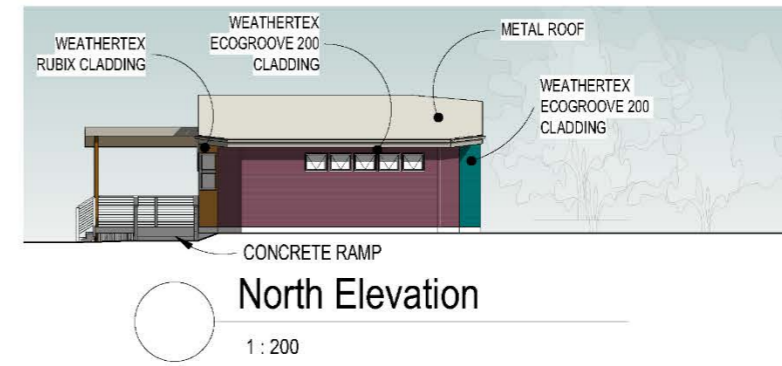 WEATHERTEX
RUBIX CLADDING
WEATHERTEX
ECOGROOVE 200
CLADDING
METAL ROOF
WEATHERTEX
ECOGROOVE 200
CLADDING
CONCRETE RAMP
North Elevation
1 : 200